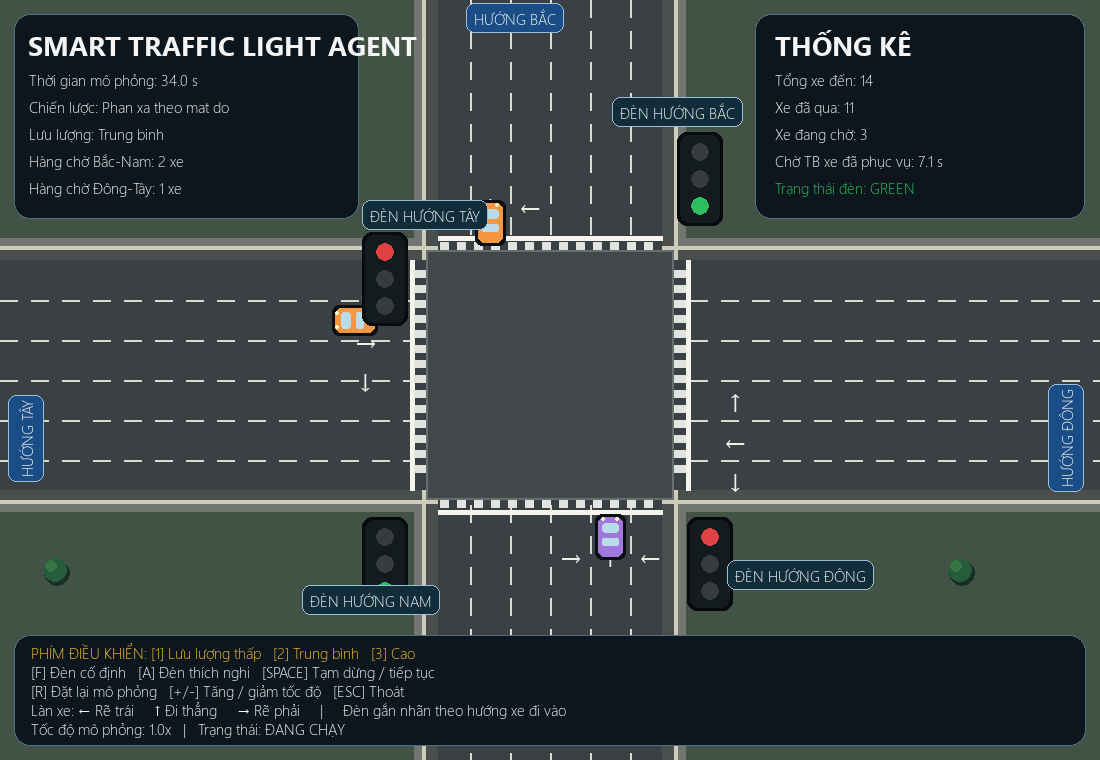 HƯỚNG BẮC
SMART TRAFFIC LIGHT AGENT
Thời gian mô phỏng: 34.0 s
Chiến lược: Phan xa theo mat do
Lưu lượng: Trung binh
Hàng chờ Bắc-Nam: 2 xe
Hàng chờ Đông-Tây: 1 xe
THỐNG KÊ
Tổng xe đến: 14
Xe đã qua: 11
Xe đang chờ: 3
Chờ TB xe đã phục vụ: 7.1 s
Trạng thái đèn: GREEN
ĐÈN HƯỚNG BẮC
ĐÈN HƯỚNG TÂY
←
→
↓
HƯỚNG TÂY
↑
←
↓
HƯỚNG ĐÔNG
→
←
ĐÈN HƯỚNG ĐÔNG
ĐÈN HƯỚNG NAM
PHÍM ĐIỀU KHIỂN: [1] Lưu lượng thấp [2] Trung bình [3] Cao
[F] Đèn cố định [A] Đèn thích nghi [SPACE] Tạm dừng / tiếp tục
[R] Đặt lại mô phỏng [+/-] Tăng / giảm tốc độ [ESC] Thoát
Làn xe: ← Rẽ trái ↑ Đi thẳng → Rẽ phải | Đèn gắn nhãn theo hướng xe đi vào
Tốc độ mô phỏng: 1.0x | Trạng thái: ĐANG CHẠY